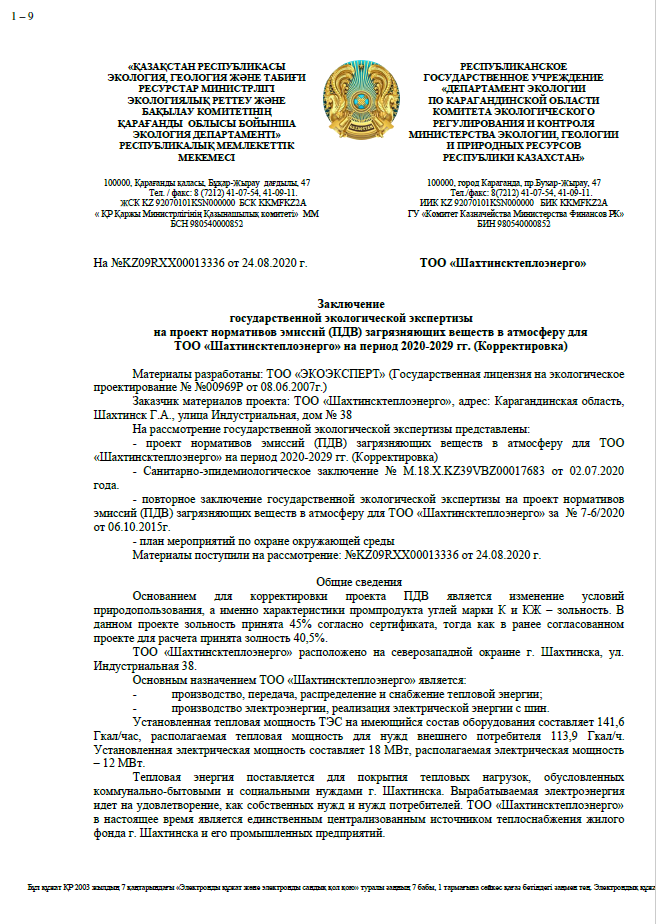 1 – 9
«ҚАЗАҚСТАН РЕСПУБЛИКАСЫ
ЭКОЛОГИЯ, ГЕОЛОГИЯ ЖӘНЕ ТАБИҒИ
РЕСУРСТАР МИНИСТРЛІГІ
ЭКОЛОГИЯЛЫҚ РЕТТЕУ ЖӘНЕ
БАҚЫЛАУ КОМИТЕТІНІҢ
ҚАРАҒАНДЫ ОБЛЫСЫ БОЙЫНША
ЭКОЛОГИЯ ДЕПАРТАМЕНТІ»
РЕСПУБЛИКАЛЫҚ МЕМЛЕКЕТТІК
МЕКЕМЕСІ
РЕСПУБЛИКАНСКОЕ
ГОСУДАРСТВЕННОЕ УЧРЕЖДЕНИЕ
«ДЕПАРТАМЕНТ ЭКОЛОГИИ
ПО КАРАГАНДИНСКОЙ ОБЛАСТИ
КОМИТЕТА ЭКОЛОГИЧЕСКОГО
РЕГУЛИРОВАНИЯ И КОНТРОЛЯ
МИНИСТЕРСТВА ЭКОЛОГИИ, ГЕОЛОГИИ
И ПРИРОДНЫХ РЕСУРСОВ
РЕСПУБЛИКИ КАЗАХСТАН»
100000, Қарағанды қаласы, Бұқар-Жырау даңғылы, 47
Тел. / факс: 8 (7212) 41-07-54, 41-09-11.
ЖСК KZ 92070101KSN000000 БСК KKMFKZ2A
« ҚР Қаржы Министрлігінің Қазынашылық комитеті» ММ
БСН 980540000852
100000, город Караганда, пр.Бухар-Жырау, 47
Тел./факс: 8 (7212) 41-07-54, 41-09-11.
ИИК KZ 92070101KSN000000 БИК KKMFKZ2A
ГУ «Комитет Казначейства Министерства Финансов РК»
БИН 980540000852
На №KZ09RXX00013336 от 24.08.2020 г.
ТОО «Шахтинсктеплоэнерго»
Заключение
государственной экологической экспертизы
на проект нормативов эмиссий (ПДВ) загрязняющих веществ в атмосферу для
ТОО «Шахтинсктеплоэнерго» на период 2020-2029 гг. (Корректировка)
Материалы разработаны: ТОО «ЭКОЭКСПЕРТ» (Государственная лицензия на экологическое
проектирование № №00969Р от 08.06.2007г.)
Заказчик материалов проекта: ТОО «Шахтинсктеплоэнерго», адрес: Карагандинская область,
Шахтинск Г.А., улица Индустриальная, дом № 38
На рассмотрение государственной экологической экспертизы представлены:
- проект нормативов эмиссий (ПДВ) загрязняющих веществ в атмосферу для ТОО
«Шахтинсктеплоэнерго» на период 2020-2029 гг. (Корректировка)
- Санитарно-эпидемиологическое заключение № M.18.X.KZ39VBZ00017683 от 02.07.2020
года.
- повторное заключение государственной экологической экспертизы на проект нормативов
эмиссий (ПДВ) загрязняющих веществ в атмосферу для ТОО «Шахтинсктеплоэнерго» за № 7-6/2020
от 06.10.2015г.
- план мероприятий по охране окружающей среды
Материалы поступили на рассмотрение: №KZ09RXX00013336 от 24.08.2020 г.
Общие сведения
Основанием для корректировки проекта ПДВ является изменение условий
природопользования, а именно характеристики промпродукта углей марки К и КЖ – зольность. В
данном проекте зольность принята 45% согласно сертификата, тогда как в ранее согласованном
проекте для расчета принята золность 40,5%.
ТОО «Шахтинсктеплоэнерго» расположено на северозападной окраине г. Шахтинска, ул.
Индустриальная 38.
Основным назначением ТОО «Шахтинсктеплоэнерго» является:
- производство, передача, распределение и снабжение тепловой энергии;
- производство электроэнергии, реализация электрической энергии с шин.
Установленная тепловая мощность ТЭС на имеющийся состав оборудования составляет 141,6
Гкал/час, располагаемая тепловая мощность для нужд внешнего потребителя 113,9 Гкал/ч.
Установленная электрическая мощность составляет 18 МВт, располагаемая электрическая мощность
– 12 МВт.
Тепловая энергия поставляется для покрытия тепловых нагрузок, обусловленных
коммунально-бытовыми и социальными нуждами г. Шахтинска. Вырабатываемая электроэнергия
идет на удовлетворение, как собственных нужд и нужд потребителей. ТОО «Шахтинсктеплоэнерго»
в настоящее время является единственным централизованным источником теплоснабжения жилого
фонда г. Шахтинска и его промышленных предприятий.
Бұл құжат ҚР 2003 жылдың 7 қаңтарындағы «Электронды құжат және электронды сандық қол қою» туралы заңның 7 бабы, 1 тармағына сәйкес қағаз бетіндегі заңмен тең. Электрондық